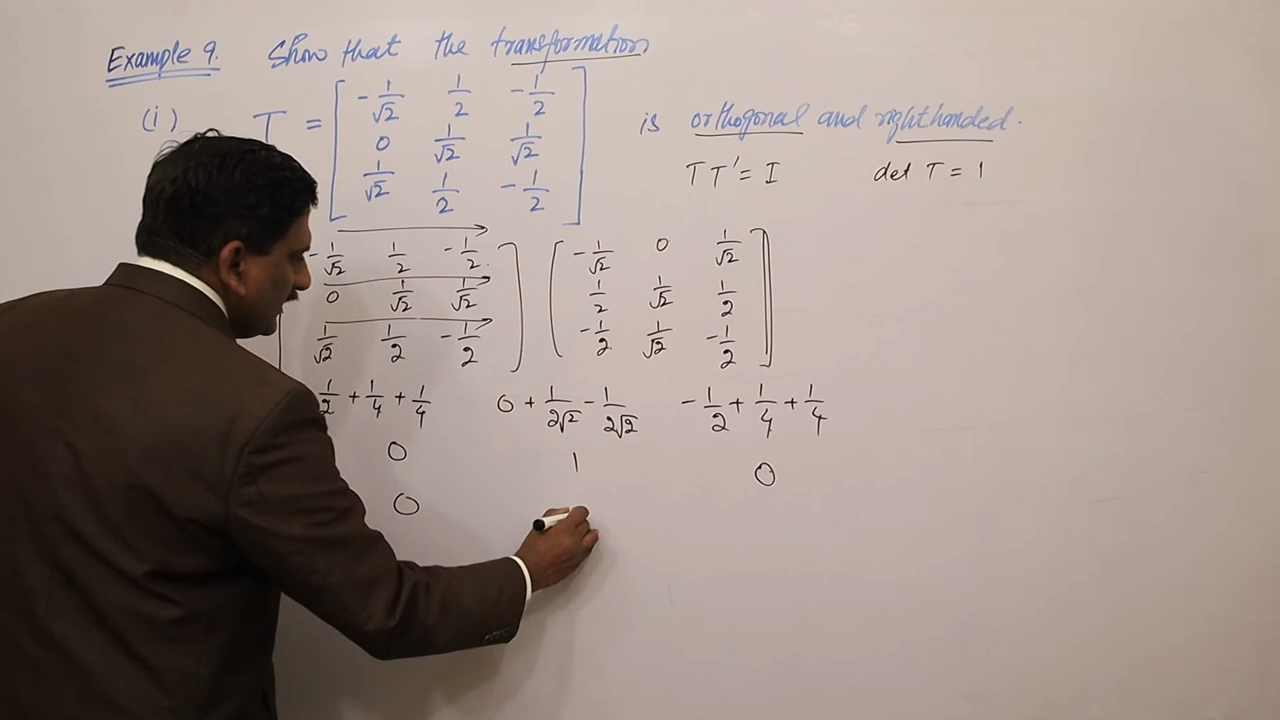 Example 9. Show that the transformation
(i) T = [ -1/√2 1/2 -1/2
0 1/√2 1/√2
1/√2 1/2 -1/2 ] is orthogonal and righthanded.
T T' = I det T = 1
-1/√2 1/2 -1/2 ] [ -1/√2 0 1/√2
0 1/√2 1/√2 1/2 1/√2 1/2
1/√2 1/2 -1/2 -1/2 1/√2 -1/2 ]
1/2 + 1/4 + 1/4 0 + 1/2√2 - 1/2√2 -1/2 + 1/4 + 1/4
0 1 0
0